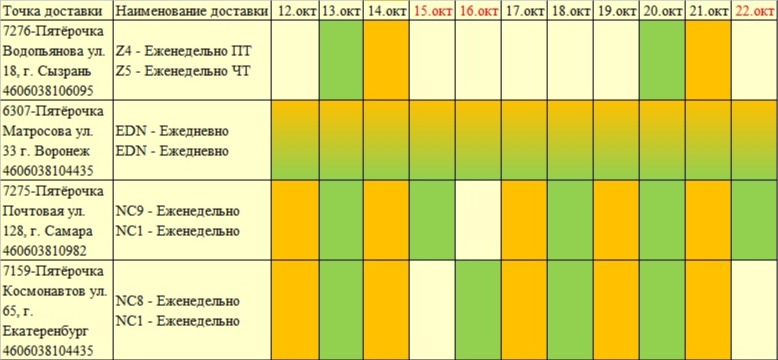 Точка доставки Наименование доставки 12.окт 13.окт 14.окт 15.окт 16.окт 17.окт 18.окт 19.окт 20.окт 21.окт 22.окт
7276-Пятёрочка
Водопьянова ул.
18, г. Сызрань
4606038106095
Z4 - Еженедельно ПТ
Z5 - Еженедельно ЧТ
6307-Пятёрочка
Матросова ул.
33 г. Воронеж
4606038104435
EDN - Ежедневно
EDN - Ежедневно
7275-Пятёрочка
Почтовая ул.
128, г. Самара
460603810982
NC9 - Еженедельно
NC1 - Еженедельно
7159-Пятёрочка
Космонавтов ул.
65, г.
Екатеренбург
4606038104435
NC8 - Еженедельно
NC1 - Еженедельно